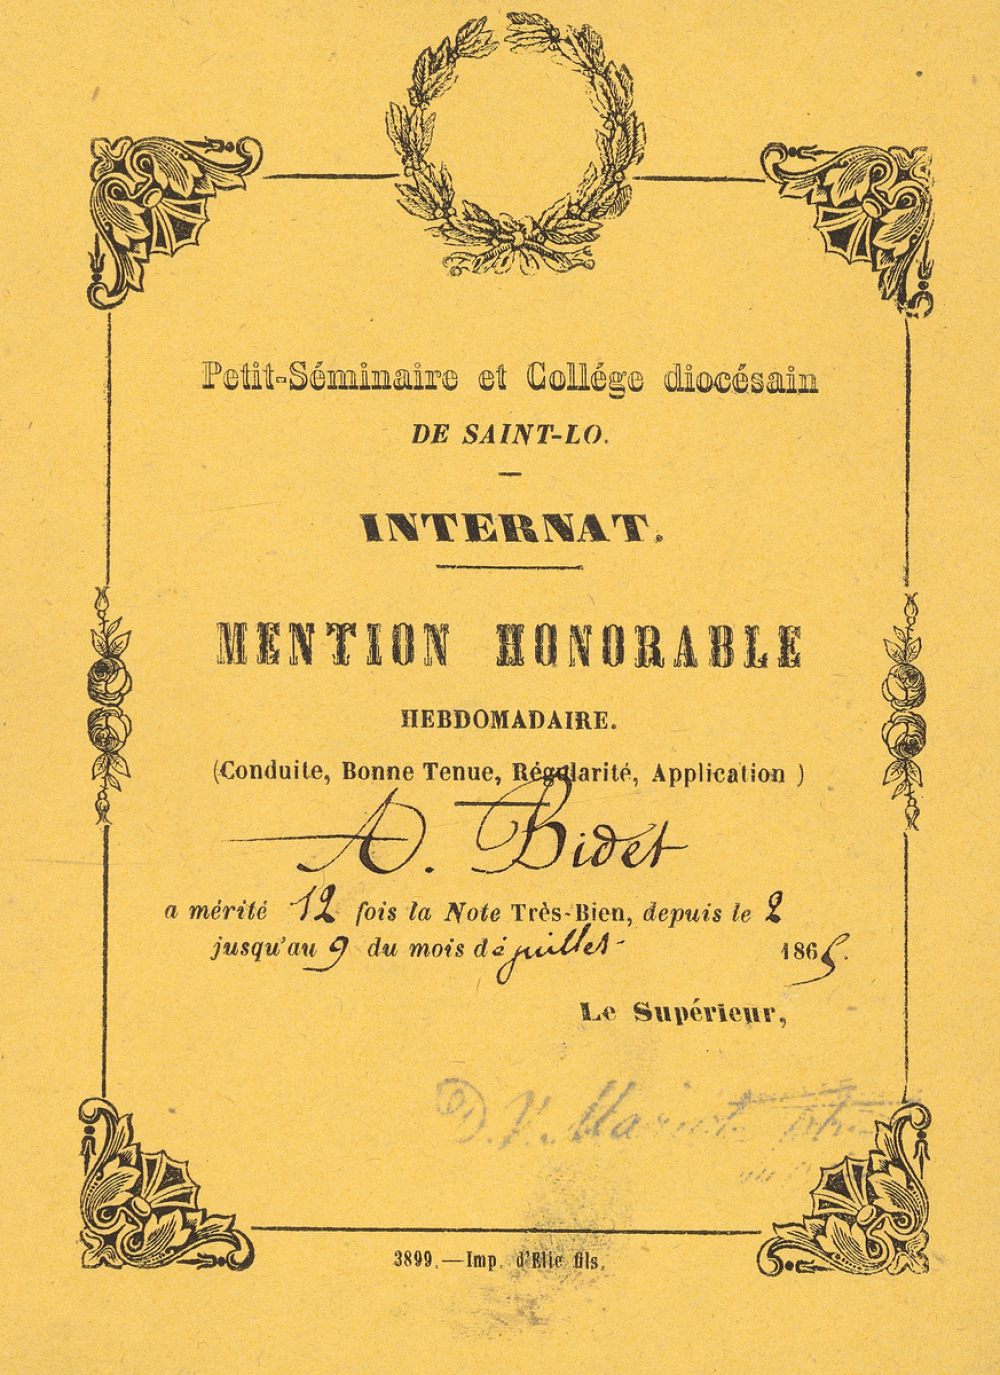 Petit-Séminaire et Collége diocésain
DE SAINT-LO.
INTERNAT.
MENTION HONORABLE
HEBDOMADAIRE.
(Conduite, Bonne Tenue, Régularité, Application )
A. Bidet
a mérité 12 fois la Note Très-Bien, depuis le 2
jusqu'au 9 du mois de juillet 1865.
Le Supérieur,
3899.—Imp. d'Elie fils.